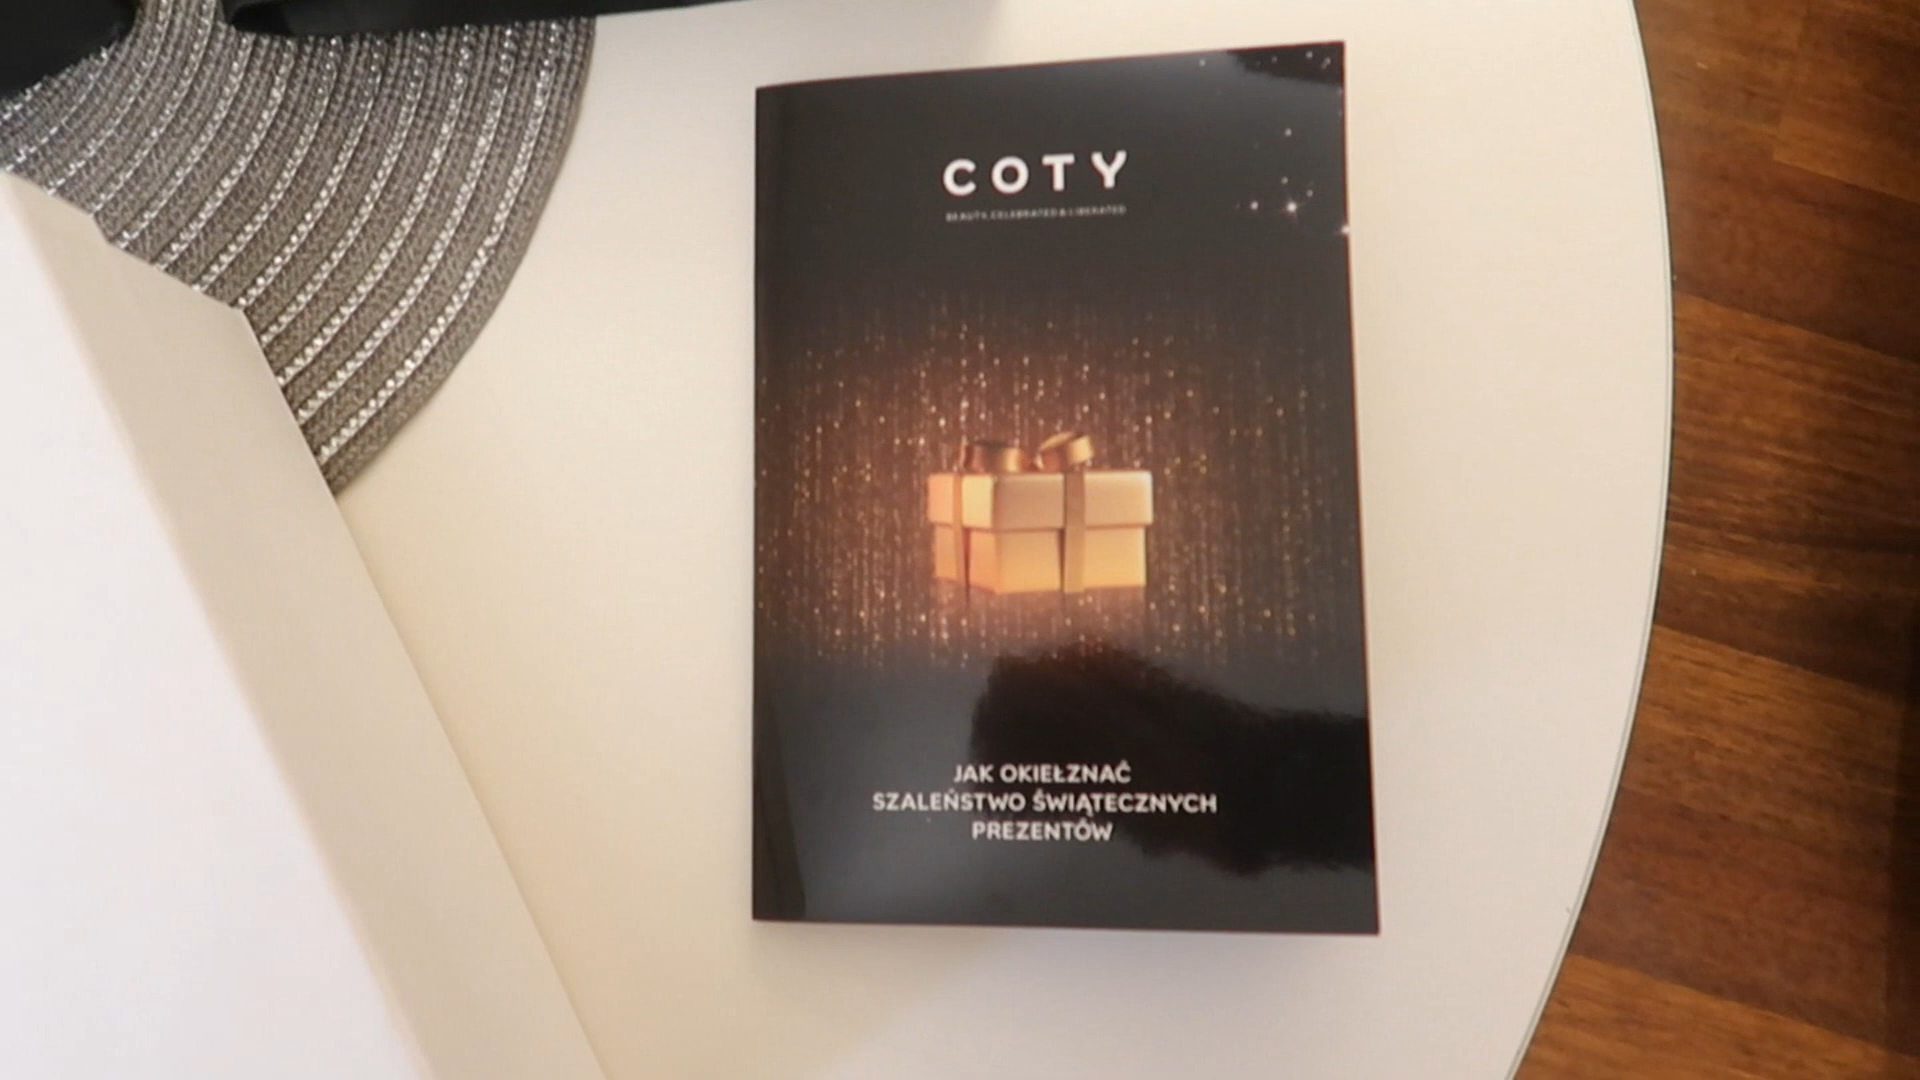 COTY
BEAUTY, CELEBRATED & LIBERATED
JAK OKIEŁZNAĆ
SZALEŃSTWO ŚWIĄTECZNYCH
PREZENTÓW